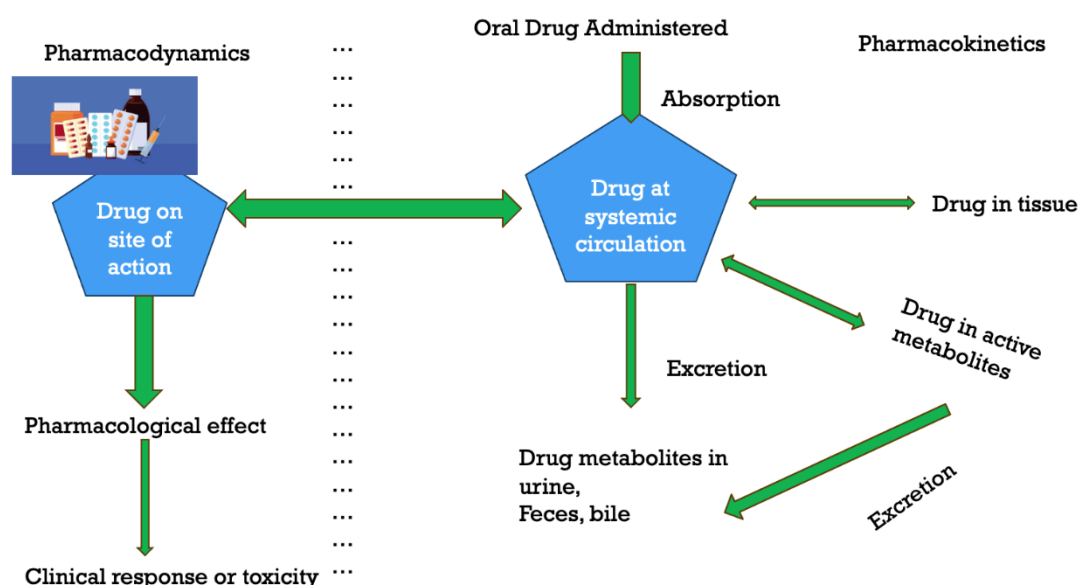 Pharmacodynamics
Drug on
site of
action
Pharmacological effect
Clinical response or toxicity
Oral Drug Administered
Pharmacokinetics
Absorption
Drug at
systemic
circulation
Drug in tissue
Drug in active
metabolites
Excretion
Drug metabolites in
urine,
Feces, bile
Excretion